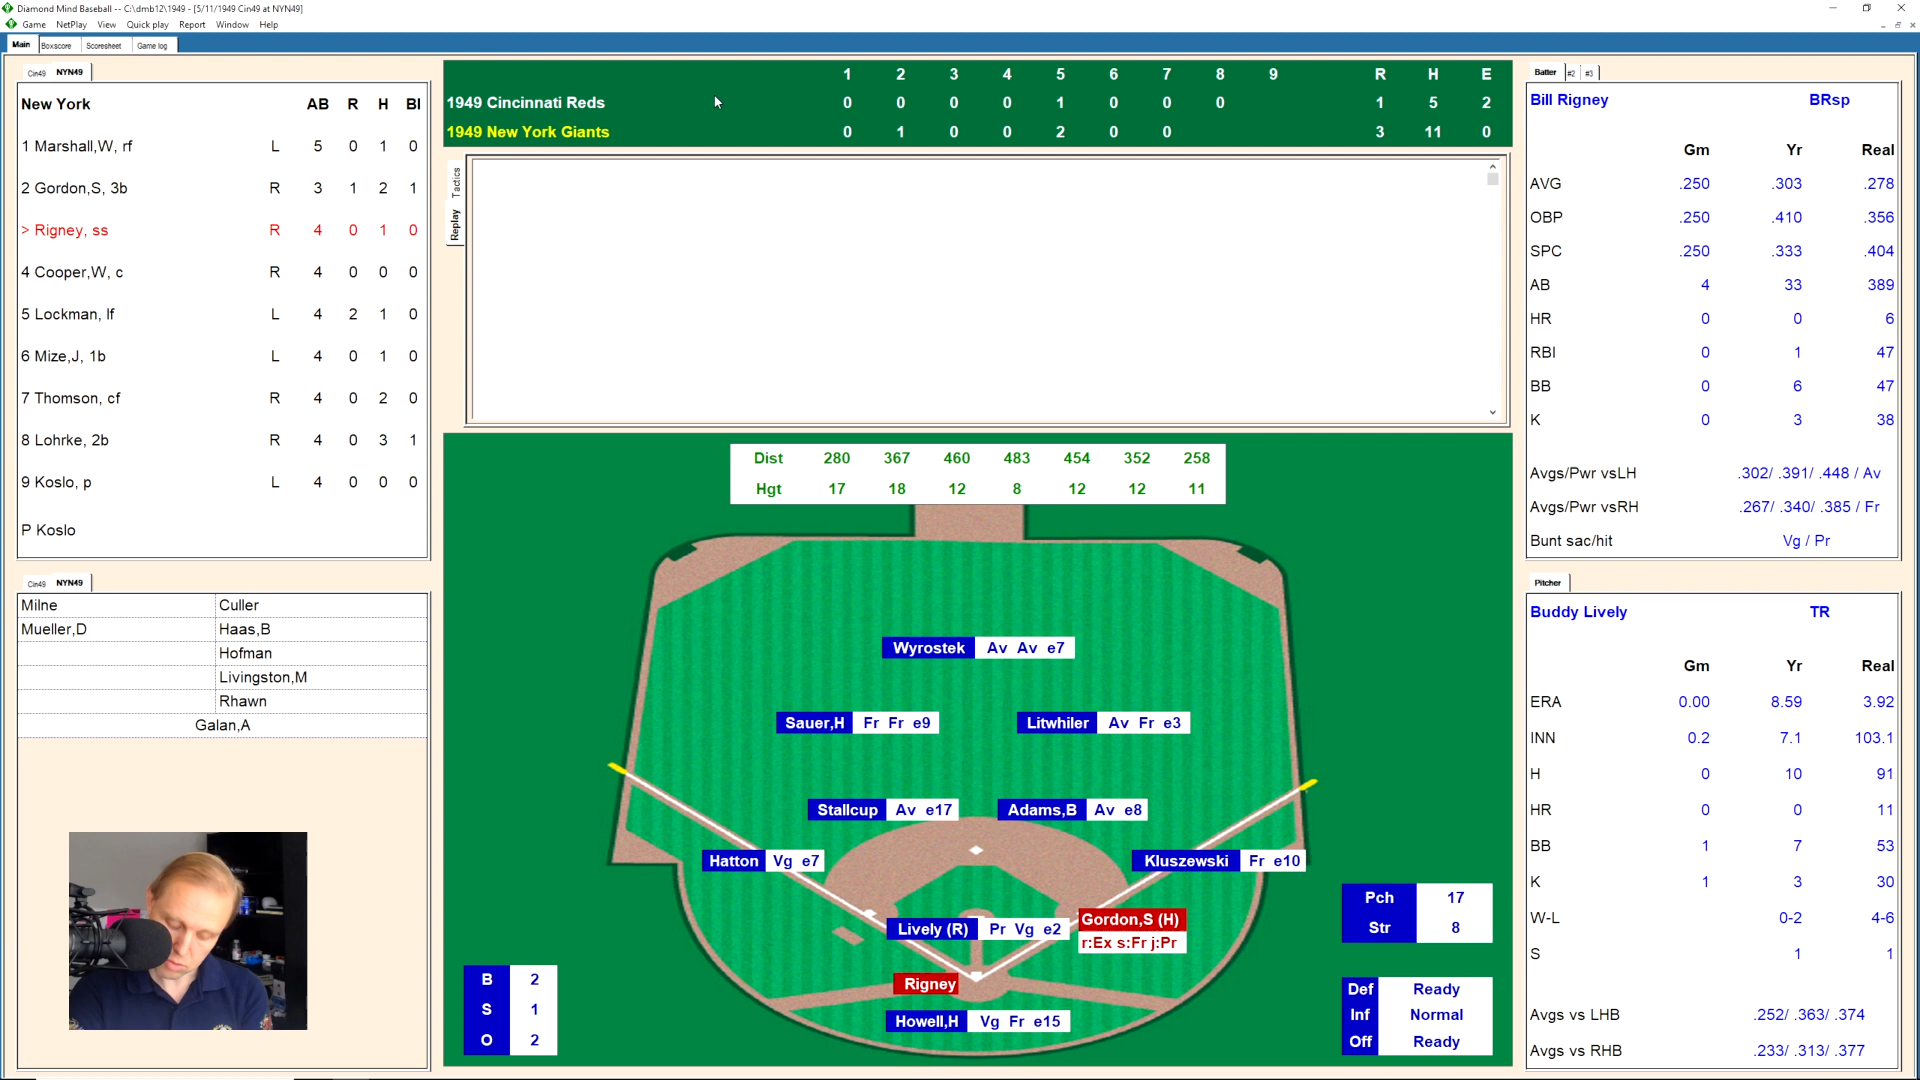 Diamond Mind Baseball -- C:\dmb12\1949 - [5/11/1949 Cin49 at NYN49]
Game NetPlay View Quick play Report Window Help
Main Boxscore Scoresheet Game log
Cin49 NYN49
New York AB R H BI
1 Marshall,W, rf L 5 0 1 0
2 Gordon,S, 3b R 3 1 2 1
> Rigney, ss R 4 0 1 0
4 Cooper,W, c R 4 0 0 0
5 Lockman, lf L 4 2 1 0
6 Mize,J, 1b L 4 0 1 0
7 Thomson, cf R 4 0 2 0
8 Lohrke, 2b R 4 0 3 1
9 Koslo, p L 4 0 0 0
P Koslo
Cin49 NYN49
Milne Culler
Mueller,D Haas,B
Hofman
Livingston,M
Rhawn
Galan,A
1 2 3 4 5 6 7 8 9 R H E
1949 Cincinnati Reds 0 0 0 0 1 0 0 0 1 5 2
1949 New York Giants 0 1 0 0 2 0 0 3 11 0
Tactics
Replay
Dist 280 367 460 483 454 352 258
Hgt 17 18 12 8 12 12 11
Wyrostek Av Av e7
Sauer,H Fr Fr e9
Litwhiler Av Fr e3
Stallcup Av e17
Adams,B Av e8
Hatton Vg e7
Kluszewski Fr e10
Lively (R) Pr Vg e2
Gordon,S (H)
r:Ex s:Fr j:Pr
Rigney
Howell,H Vg Fr e15
B 2
S 1
O 2
Pch 17
Str 8
Def Ready
Inf Normal
Off Ready
Batter #2 #3
Bill Rigney BRsp
Gm Yr Real
AVG .250 .303 .278
OBP .250 .410 .356
SPC .250 .333 .404
AB 4 33 389
HR 0 0 6
RBI 0 1 47
BB 0 6 47
K 0 3 38
Avgs/Pwr vsLH .302/ .391/ .448 / Av
Avgs/Pwr vsRH .267/ .340/ .385 / Fr
Bunt sac/hit Vg / Pr
Pitcher
Buddy Lively TR
Gm Yr Real
ERA 0.00 8.59 3.92
INN 0.2 7.1 103.1
H 0 10 91
HR 0 0 11
BB 1 7 53
K 1 3 30
W-L 0-2 4-6
S 1 1
Avgs vs LHB .252/ .363/ .374
Avgs vs RHB .233/ .313/ .377